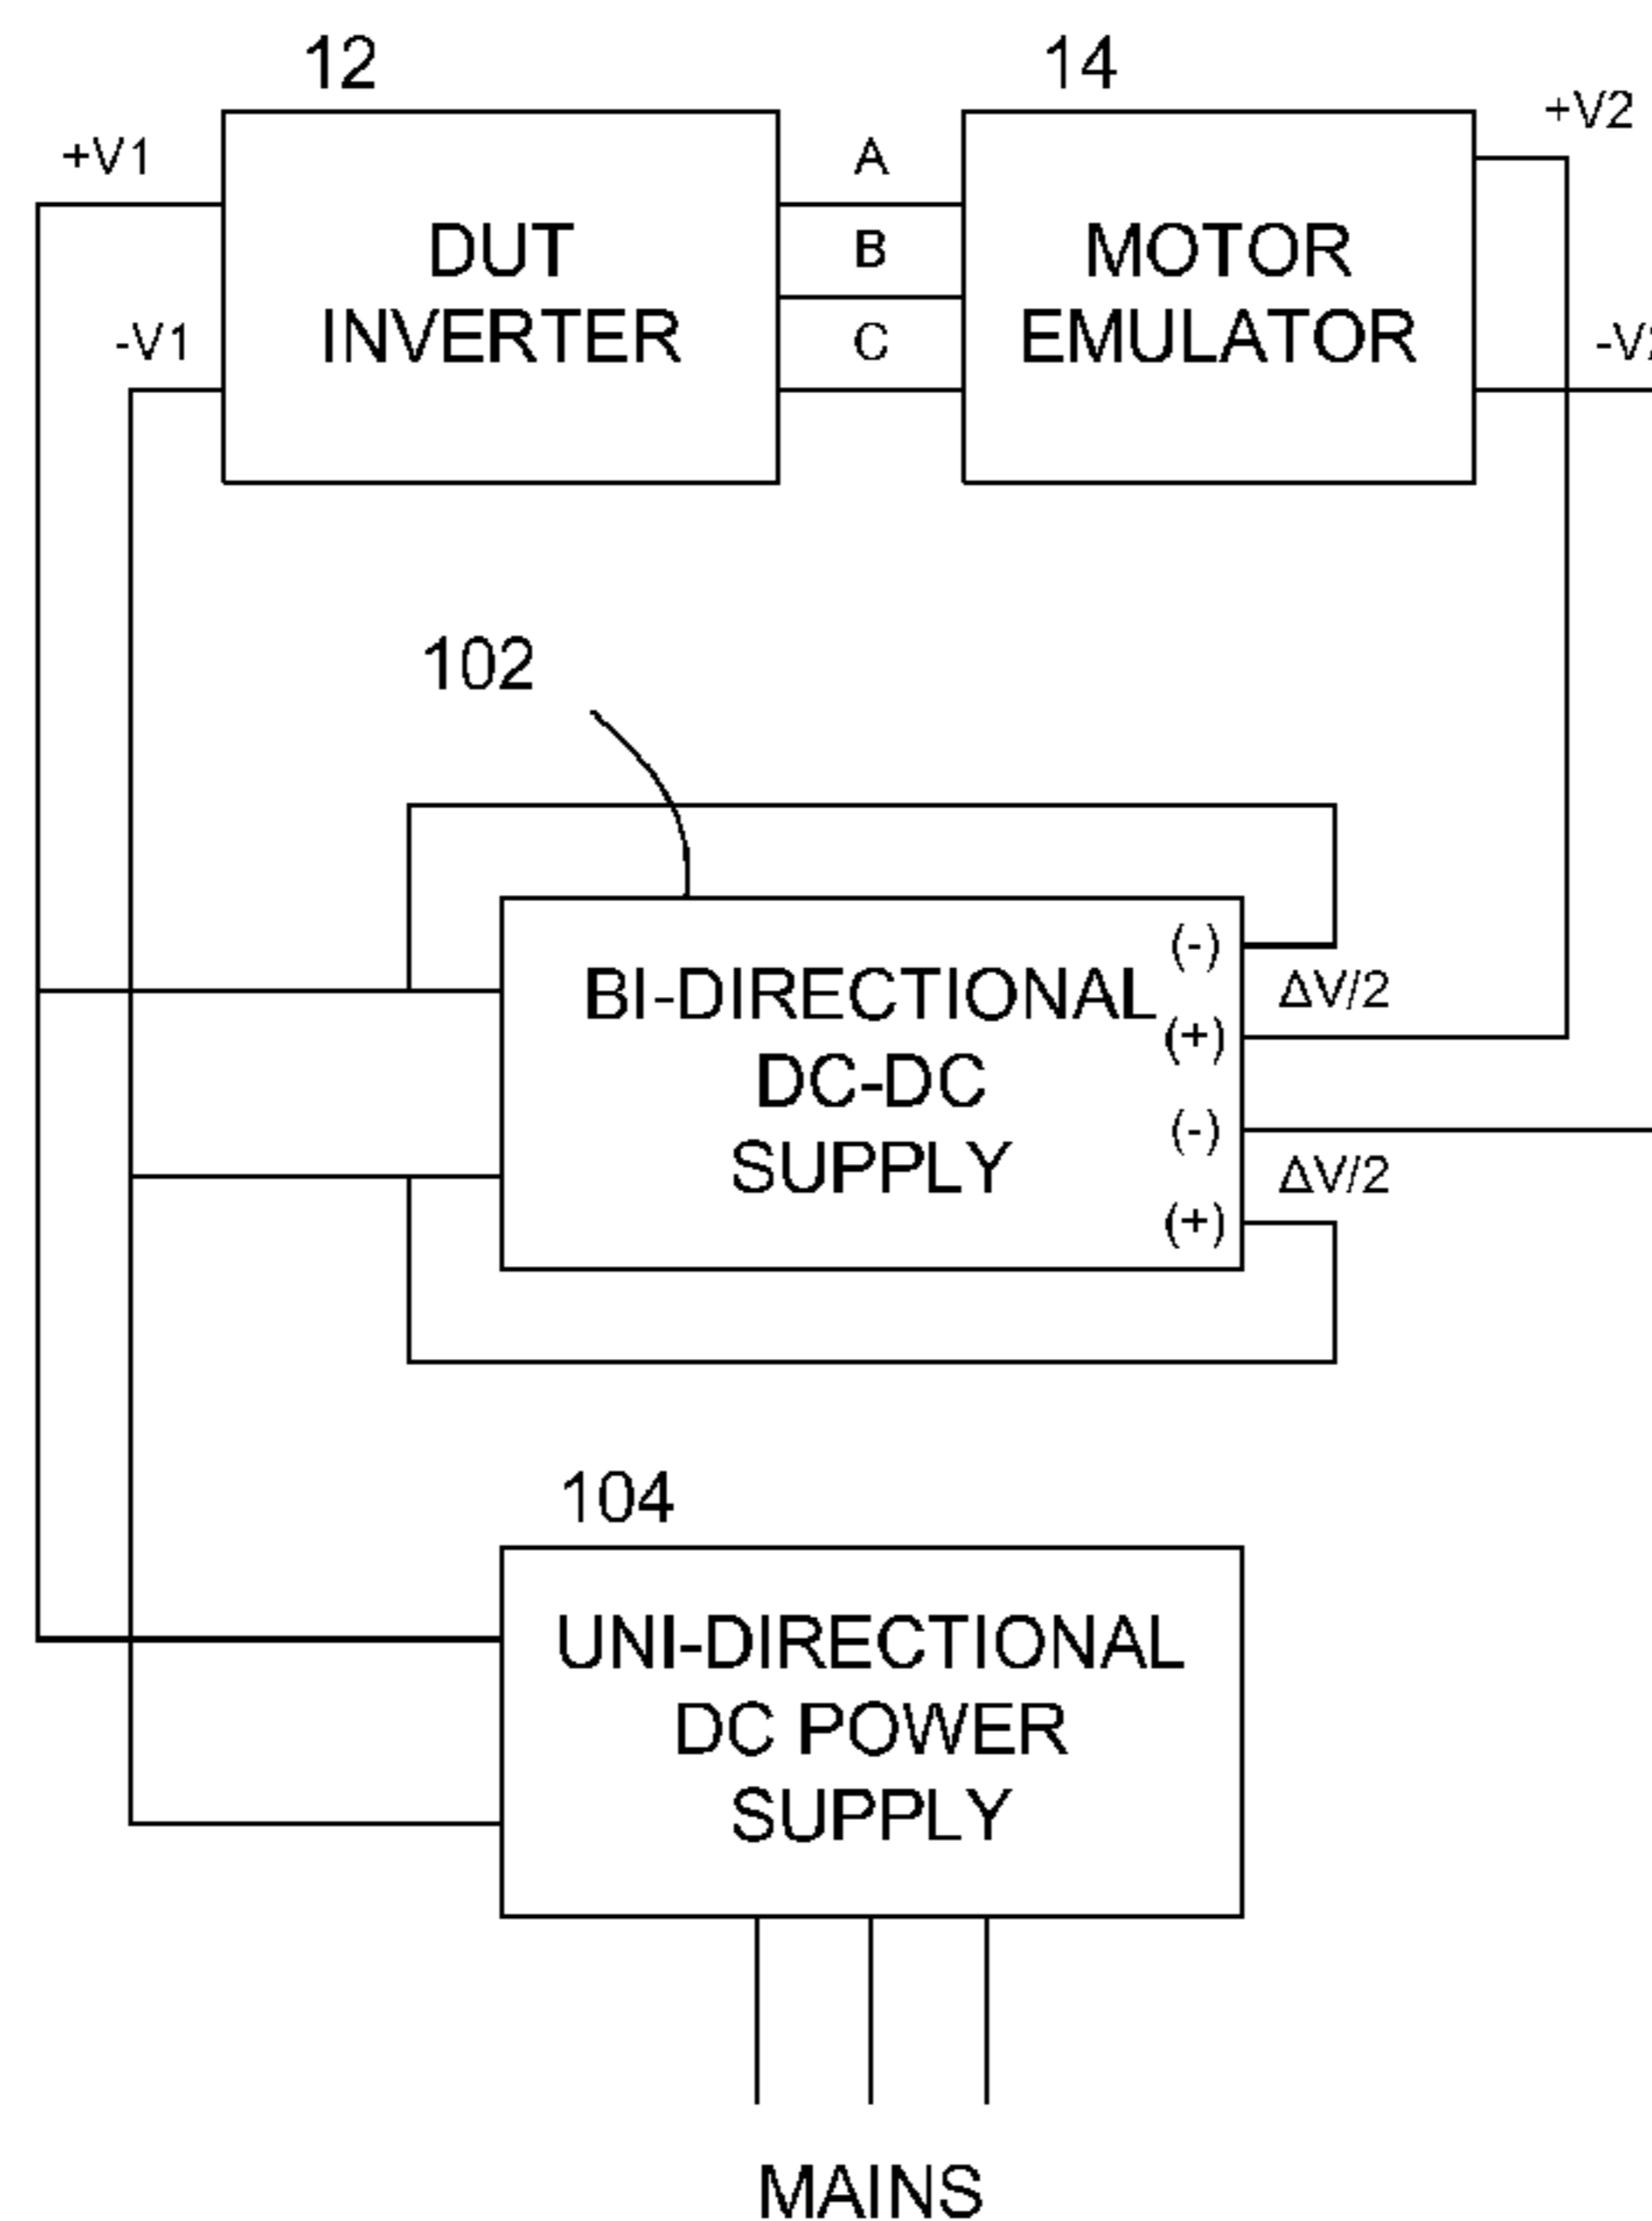 12
14
+V1
A
+V2
DUT
INVERTER
B
MOTOR
EMULATOR
-V1
C
102
(-)
BI-DIRECTIONAL
ΔV/2
(+)
DC-DC
(-)
SUPPLY
ΔV/2
(+)
104
UNI-DIRECTIONAL
DC POWER
SUPPLY
MAINS